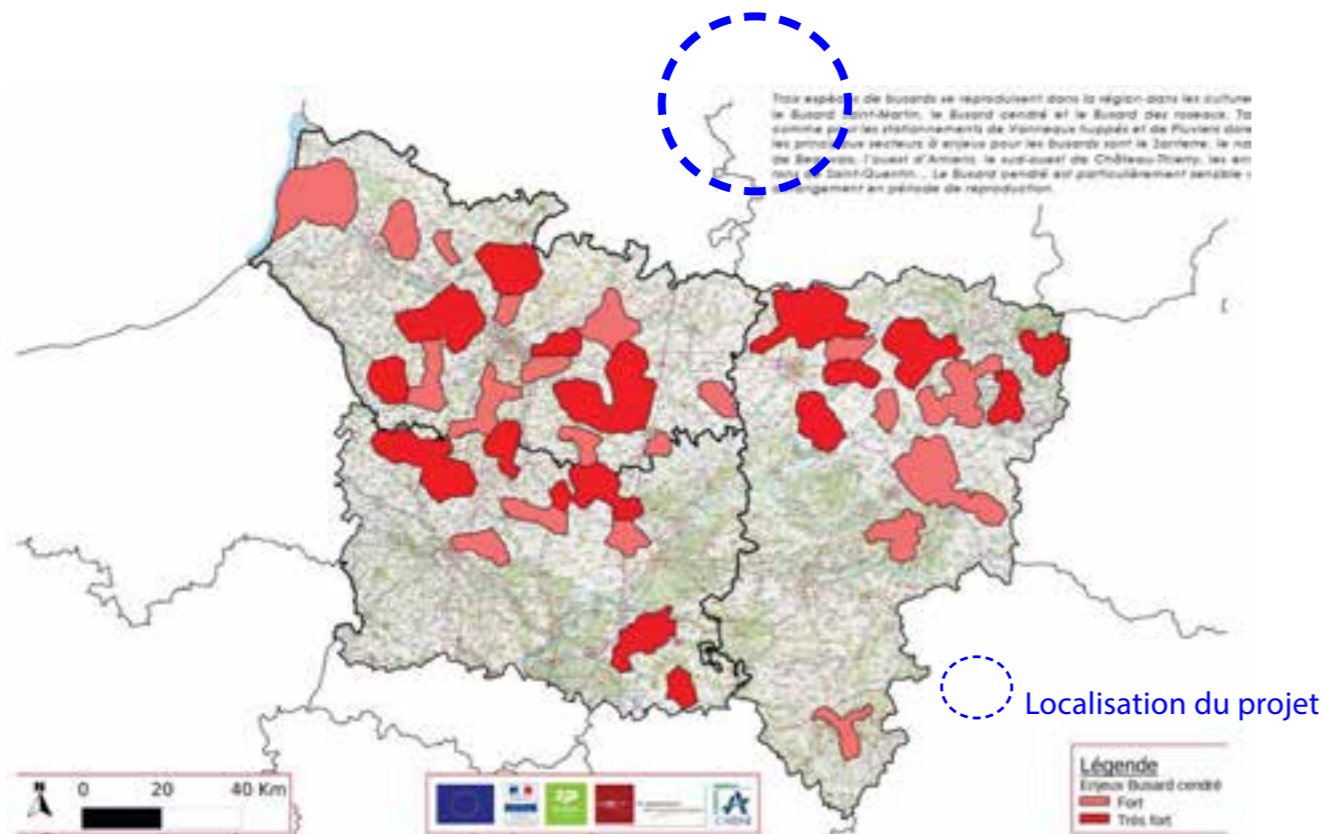 Trois espèces de busards se reproduisent dans la région dans les culture
le Busard Saint-Martin, le Busard cendré et le Busard des roseaux.
comme pour les stationnements de Vanneaux huppés et de Pluviers
les principaux secteurs à enjeux pour les busards sont le Santerre, le
de Beauvais, l'ouest d'Amiens, le sud-ouest de Château-Thierry, les
de Saint-Quentin... Le Busard cendré est particulièrement sensible
en période de reproduction.
Localisation du projet
N
0 20 40 Km
Légende
Enjeux Busard cendré
Fort
Très fort